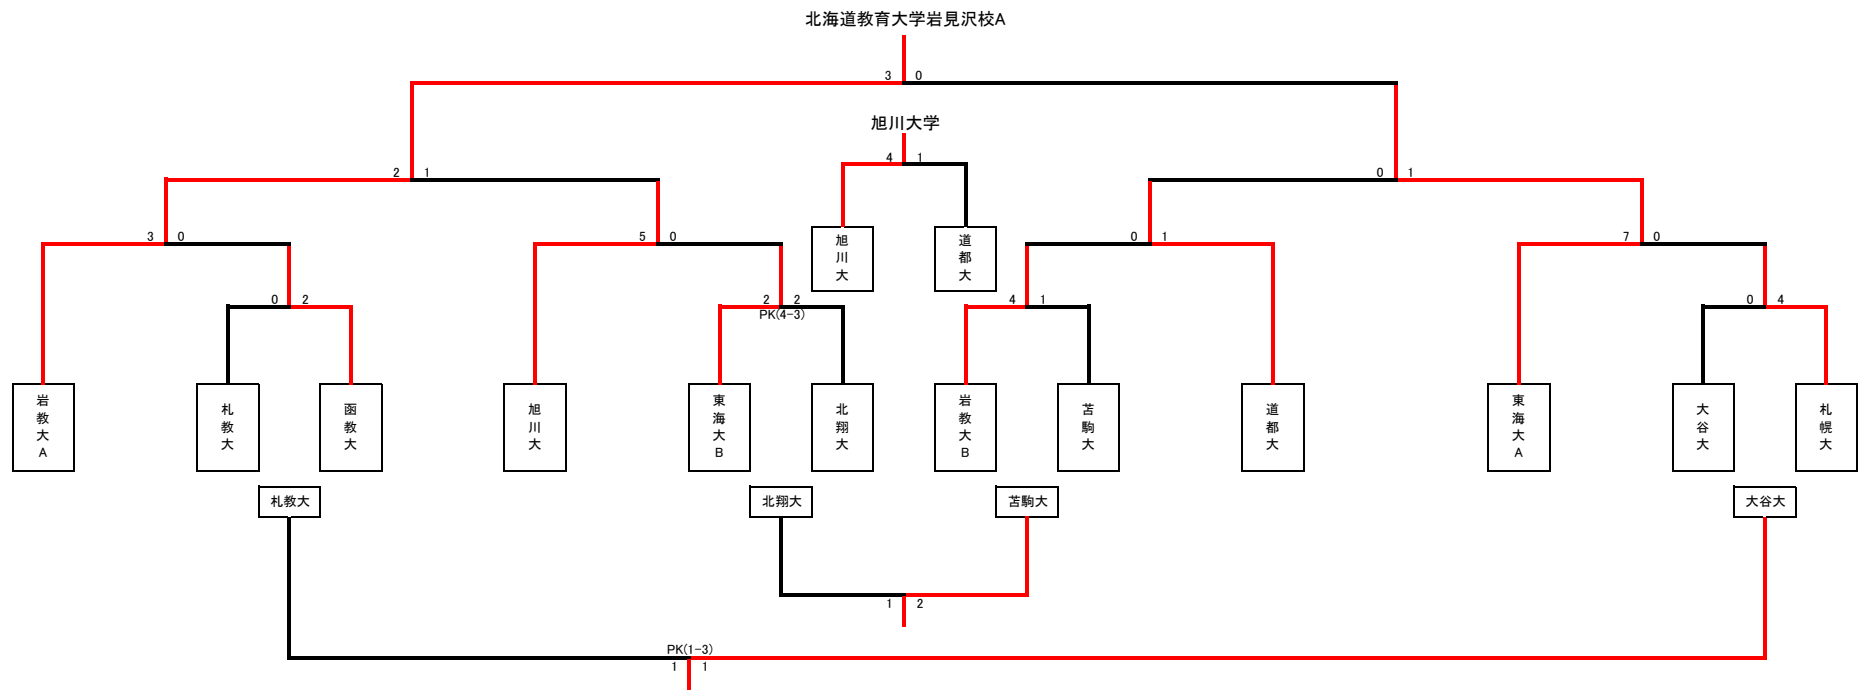 北海道教育大学岩見沢校A
3 0
旭川大学
4 1
2 1
0 1
旭川大
道都大
3 0
5 0
0 1
7 0
0 2
2 2
PK(4-3)
4 1
0 4
岩教大A
札教大
函教大
旭川大
東海大B
北翔大
岩教大B
苫駒大
道都大
東海大A
大谷大
札幌大
札教大
北翔大
苫駒大
大谷大
1 2
PK(1-3)
1 1